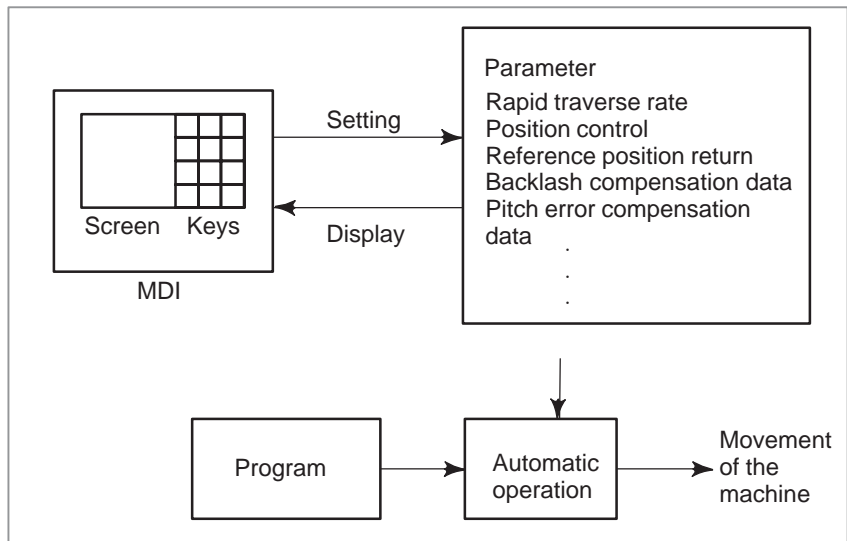 Screen Keys
MDI
Setting
Display
Parameter
Rapid traverse rate
Position control
Reference position return
Backlash compensation data
Pitch error compensation
data
.
.
.
Program
Automatic
operation
Movement
of the
machine